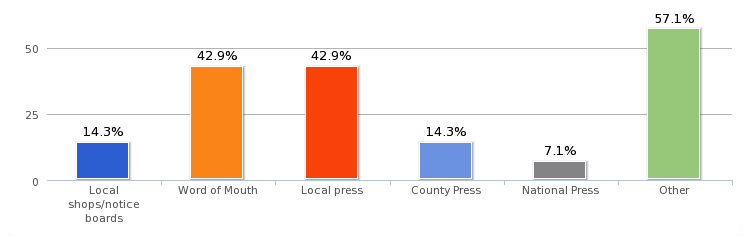 57.1%
50
42.9%
42.9%
25
14.3%
14.3%
7.1%
0
Local
shops/notice
boards
Word of Mouth
Local press
County Press
National Press
Other